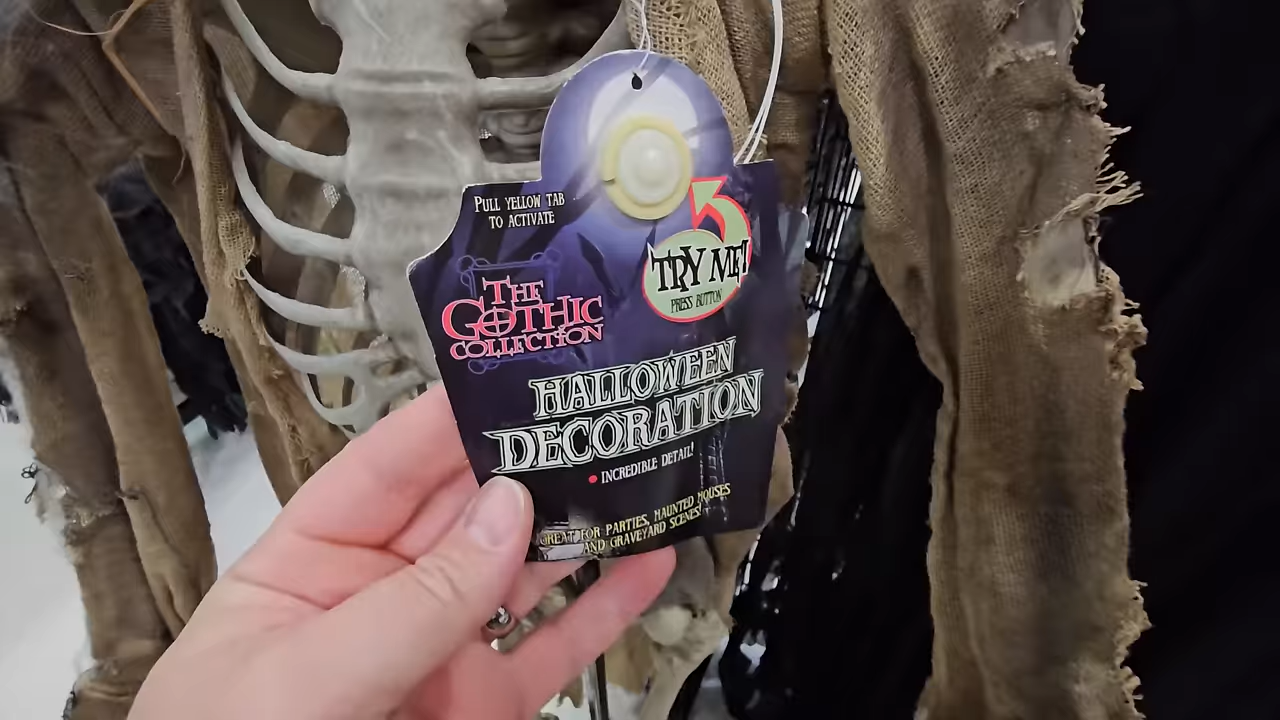 PULL YELLOW TAB
TO ACTIVATE
TRY ME!
PRESS BUTTON
THE
GOTHIC
COLLECTION
HALLOWEEN
DECORATION
• INCREDIBLE DETAIL!
GREAT FOR PARTIES, HAUNTED HOUSES
AND GRAVEYARD SCENES!